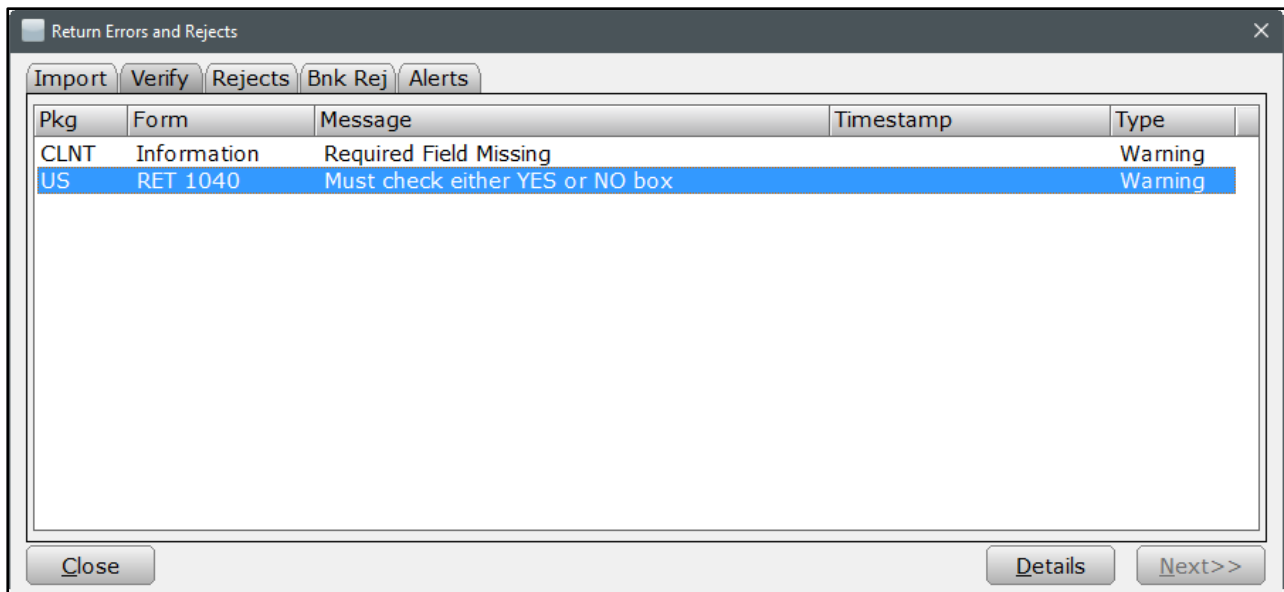 Return Errors and Rejects
Import Verify Rejects Bnk Rej Alerts
Pkg Form Message Timestamp Type
CLNT Information Required Field Missing Warning
US RET 1040 Must check either YES or NO box Warning
Close Details Next>>